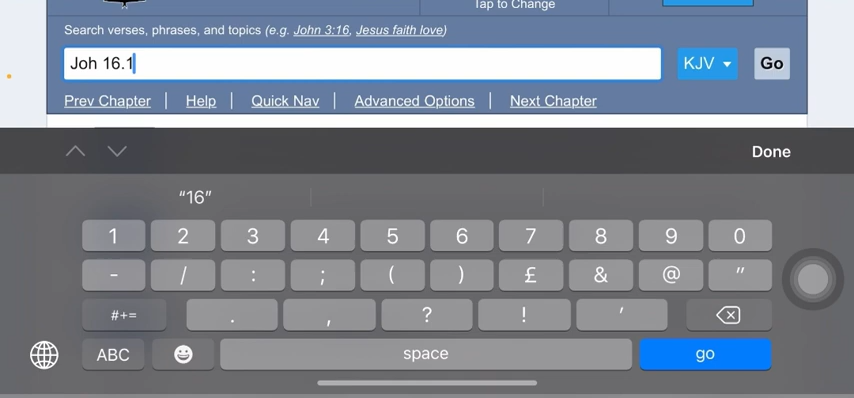 Tap to Change
Search verses, phrases, and topics (e.g. John 3:16, Jesus faith love)
Joh 16.1
KJV
Go
Prev Chapter | Help | Quick Nav | Advanced Options | Next Chapter
Done
“16”
1 2 3 4 5 6 7 8 9 0
- / : ; ( ) £ & @ "
#+= . , ? ! '
ABC space go